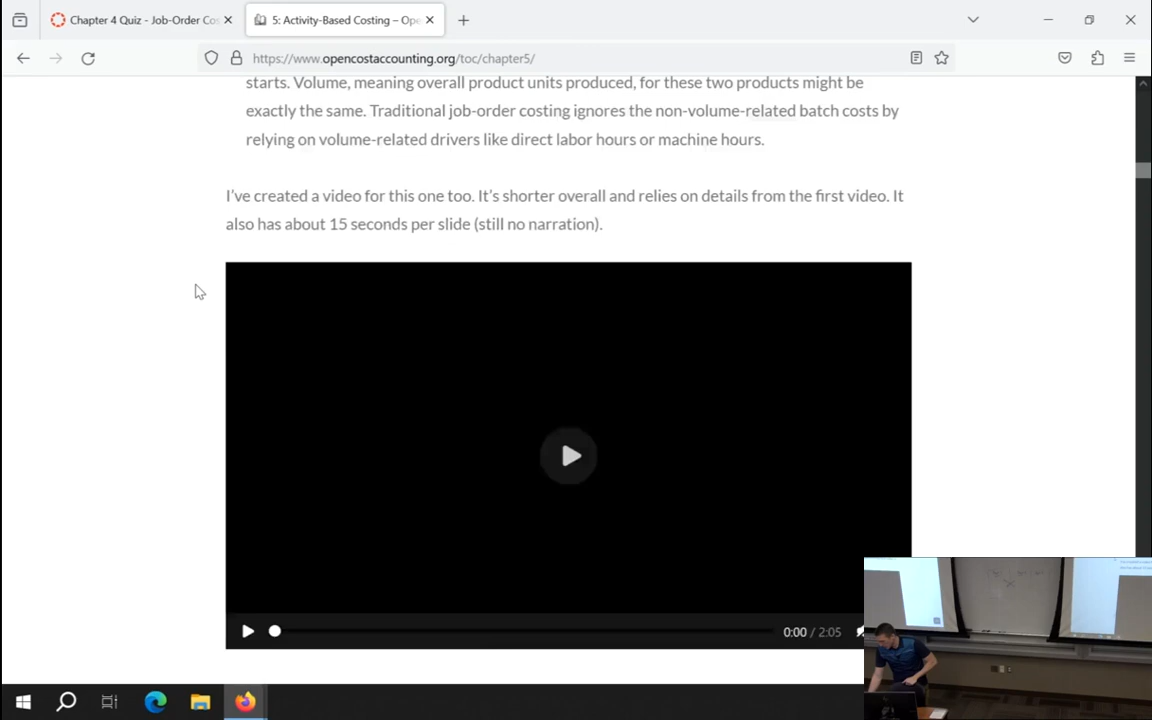 Chapter 4 Quiz - Job-Order Cos
5: Activity-Based Costing – Ope
https://www.opencostaccounting.org/toc/chapter5/
starts. Volume, meaning overall product units produced, for these two products might be
exactly the same. Traditional job-order costing ignores the non-volume-related batch costs by
relying on volume-related drivers like direct labor hours or machine hours.
I've created a video for this one too. It's shorter overall and relies on details from the first video. It
also has about 15 seconds per slide (still no narration).
0:00 / 2:05